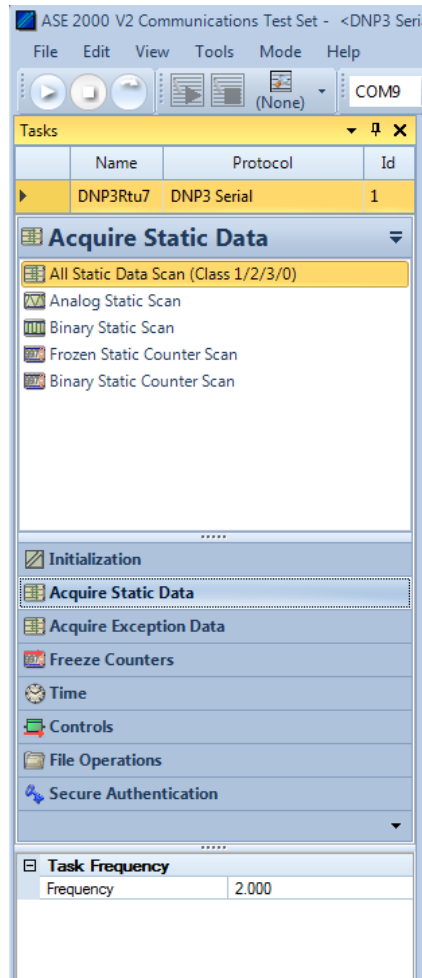 ASE 2000 V2 Communications Test Set - <DNP3 Seri
File Edit View Tools Mode Help
(None) COM9
Tasks
Name Protocol Id
DNP3Rtu7 DNP3 Serial 1
Acquire Static Data
All Static Data Scan (Class 1/2/3/0)
Analog Static Scan
Binary Static Scan
Frozen Static Counter Scan
Binary Static Counter Scan
Initialization
Acquire Static Data
Acquire Exception Data
Freeze Counters
Time
Controls
File Operations
Secure Authentication
Task Frequency
Frequency 2.000